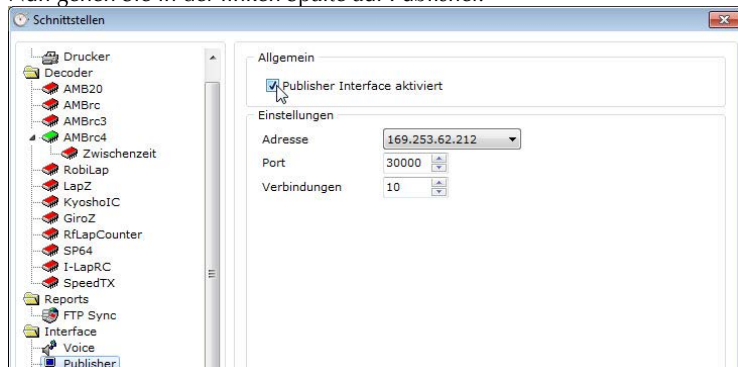 Nun gehen Sie in der linken Spalte auf Publisher.
Schnittstellen
Drucker
Decoder
AMB20
AMBrc
AMBrc3
AMBrc4
Zwischenzeit
RobiLap
LapZ
KyoshoIC
GiroZ
RfLapCounter
SP64
I-LapRC
SpeedTX
Reports
FTP Sync
Interface
Voice
Publisher
Allgemein
Publisher Interface aktiviert
Einstellungen
Adresse 169.253.62.212
Port 30000
Verbindungen 10